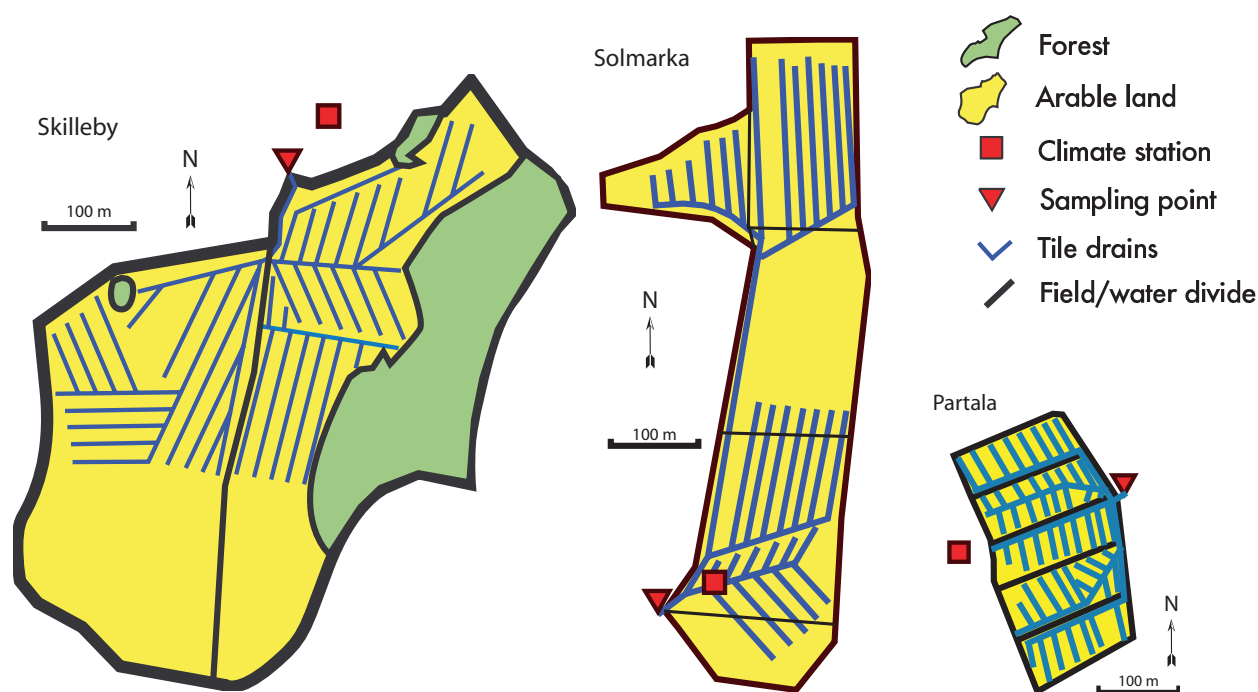 Skilleby
N
100 m
Solmarka
N
100 m
Forest
Arable land
Climate station
Sampling point
Tile drains
Field/water divide
Partala
N
100 m